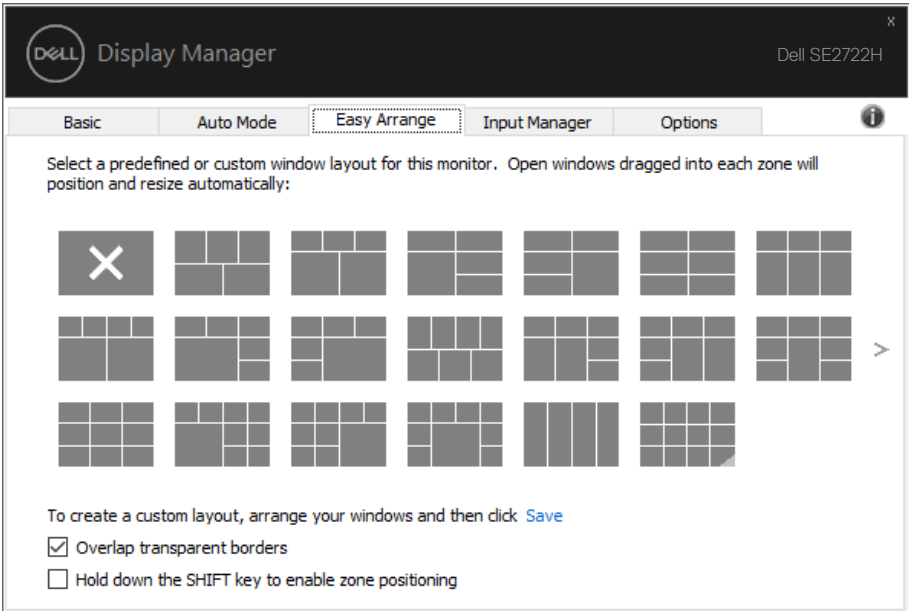 x
DELL Display Manager
Dell SE2722H
Basic Auto Mode Easy Arrange Input Manager Options
Select a predefined or custom window layout for this monitor. Open windows dragged into each zone will
position and resize automatically:
>
To create a custom layout, arrange your windows and then click Save
Overlap transparent borders
Hold down the SHIFT key to enable zone positioning